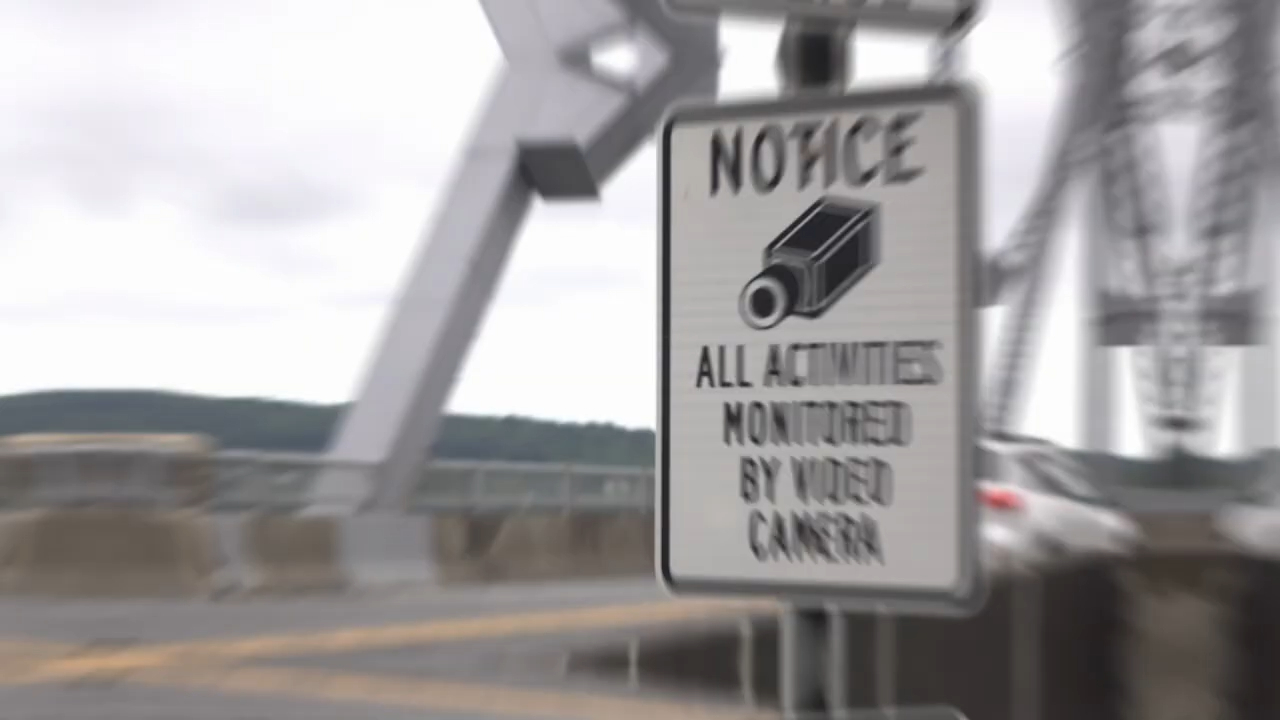 NOTICE
ALL ACTIVITIES
MONITORED
BY VIDEO
CAMERA